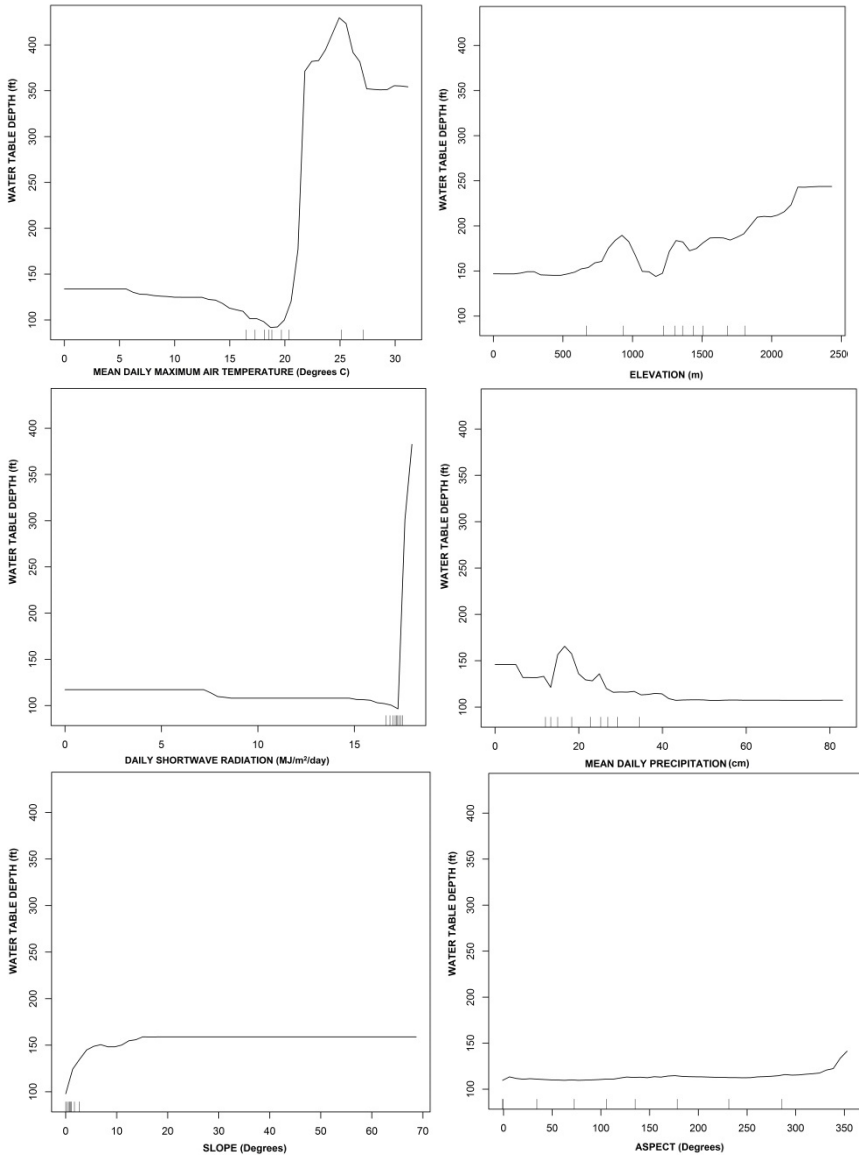 WATER TABLE DEPTH (ft)
400
350
300
250
200
150
100
0 5 10 15 20 25 30
MEAN DAILY MAXIMUM AIR TEMPERATURE (Degrees C)
WATER TABLE DEPTH (ft)
400
350
300
250
200
150
100
0 500 1000 1500 2000 2500
ELEVATION (m)
WATER TABLE DEPTH (ft)
400
350
300
250
200
150
100
0 5 10 15
DAILY SHORTWAVE RADIATION (MJ/m²/day)
WATER TABLE DEPTH (ft)
400
350
300
250
200
150
100
0 20 40 60 80
MEAN DAILY PRECIPITATION (cm)
WATER TABLE DEPTH (ft)
400
350
300
250
200
150
100
0 10 20 30 40 50 60 70
SLOPE (Degrees)
WATER TABLE DEPTH (ft)
400
350
300
250
200
150
100
0 50 100 150 200 250 300 350
ASPECT (Degrees)